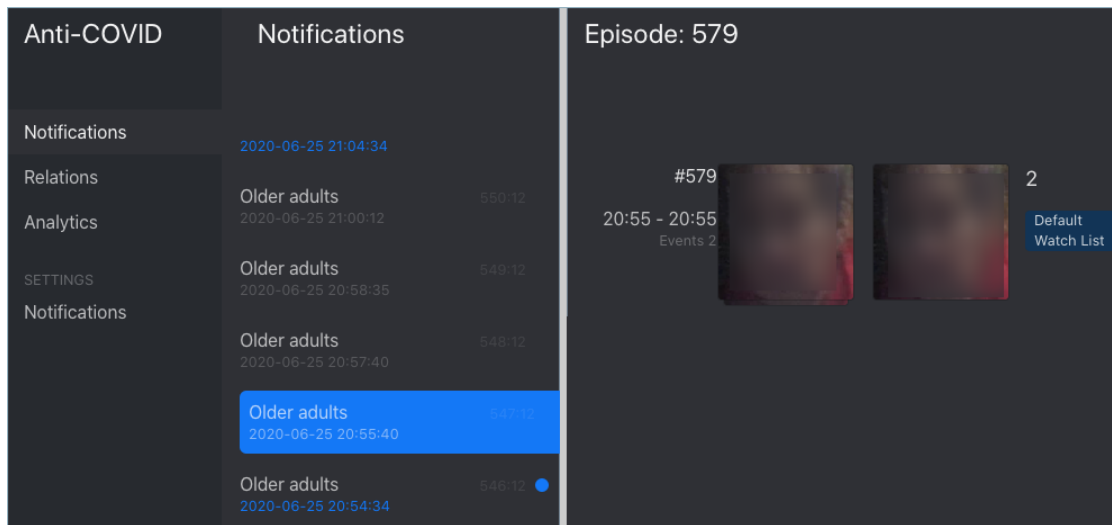 Anti-COVID
Notifications
Relations
Analytics
SETTINGS
Notifications
Notifications
2020-06-25 21:04:34
Older adults 550:12
2020-06-25 21:00:12
Older adults 549:12
2020-06-25 20:58:35
Older adults 548:12
2020-06-25 20:57:40
Older adults 547:12
2020-06-25 20:55:40
Older adults 546:12
2020-06-25 20:54:34
Episode: 579
#579
20:55 - 20:55
Events 2
2
Default
Watch List